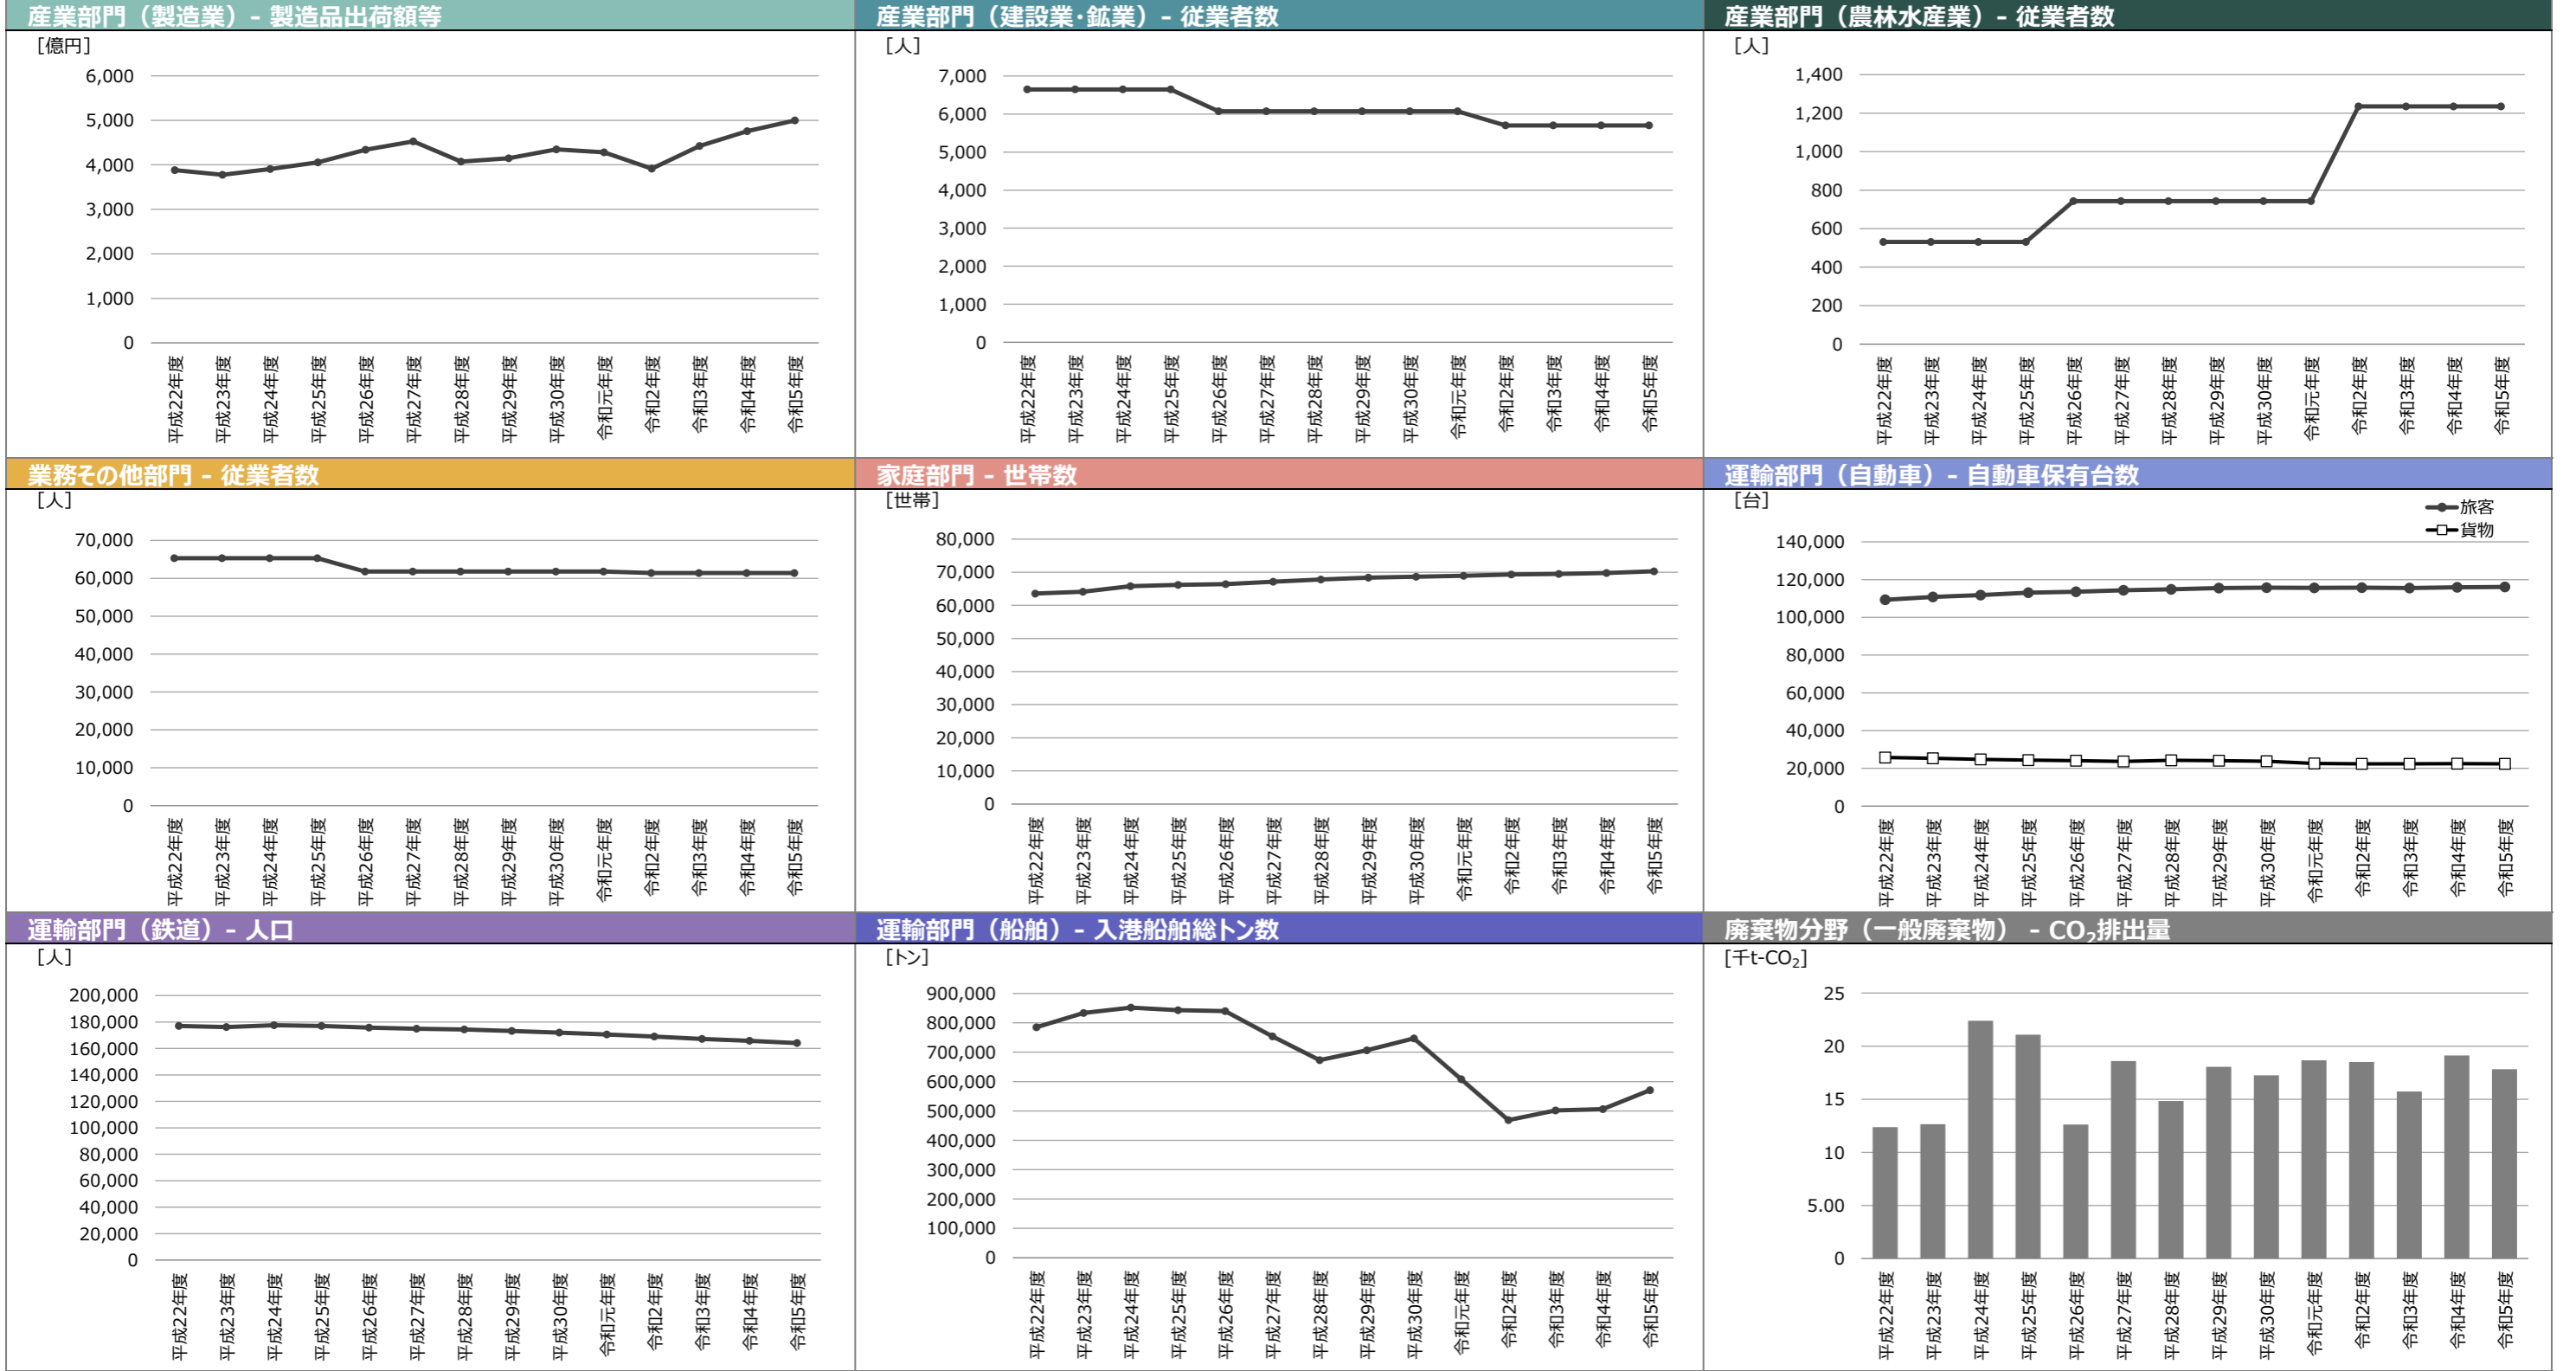 産業部門（製造業）- 製造品出荷額等
[億円]
6,000
5,000
4,000
3,000
2,000
1,000
0
平成22年度
平成23年度
平成24年度
平成25年度
平成26年度
平成27年度
平成28年度
平成29年度
平成30年度
令和元年度
令和2年度
令和3年度
令和4年度
令和5年度
産業部門（建設業･鉱業）- 従業者数
[人]
7,000
6,000
5,000
4,000
3,000
2,000
1,000
0
平成22年度
平成23年度
平成24年度
平成25年度
平成26年度
平成27年度
平成28年度
平成29年度
平成30年度
令和元年度
令和2年度
令和3年度
令和4年度
令和5年度
産業部門（農林水産業）- 従業者数
[人]
1,400
1,200
1,000
800
600
400
200
0
平成22年度
平成23年度
平成24年度
平成25年度
平成26年度
平成27年度
平成28年度
平成29年度
平成30年度
令和元年度
令和2年度
令和3年度
令和4年度
令和5年度
業務その他部門 - 従業者数
[人]
70,000
60,000
50,000
40,000
30,000
20,000
10,000
0
平成22年度
平成23年度
平成24年度
平成25年度
平成26年度
平成27年度
平成28年度
平成29年度
平成30年度
令和元年度
令和2年度
令和3年度
令和4年度
令和5年度
家庭部門 - 世帯数
[世帯]
80,000
70,000
60,000
50,000
40,000
30,000
20,000
10,000
0
平成22年度
平成23年度
平成24年度
平成25年度
平成26年度
平成27年度
平成28年度
平成29年度
平成30年度
令和元年度
令和2年度
令和3年度
令和4年度
令和5年度
運輸部門（自動車）- 自動車保有台数
[台]
旅客
貨物
140,000
120,000
100,000
80,000
60,000
40,000
20,000
0
平成22年度
平成23年度
平成24年度
平成25年度
平成26年度
平成27年度
平成28年度
平成29年度
平成30年度
令和元年度
令和2年度
令和3年度
令和4年度
令和5年度
運輸部門（鉄道）- 人口
[人]
200,000
180,000
160,000
140,000
120,000
100,000
80,000
60,000
40,000
20,000
0
平成22年度
平成23年度
平成24年度
平成25年度
平成26年度
平成27年度
平成28年度
平成29年度
平成30年度
令和元年度
令和2年度
令和3年度
令和4年度
令和5年度
運輸部門（船舶）- 入港船舶総トン数
[トン]
900,000
800,000
700,000
600,000
500,000
400,000
300,000
200,000
100,000
0
平成22年度
平成23年度
平成24年度
平成25年度
平成26年度
平成27年度
平成28年度
平成29年度
平成30年度
令和元年度
令和2年度
令和3年度
令和4年度
令和5年度
廃棄物分野（一般廃棄物） - CO₂排出量
[千t-CO₂]
25
20
15
10
5.00
0
平成22年度
平成23年度
平成24年度
平成25年度
平成26年度
平成27年度
平成28年度
平成29年度
平成30年度
令和元年度
令和2年度
令和3年度
令和4年度
令和5年度